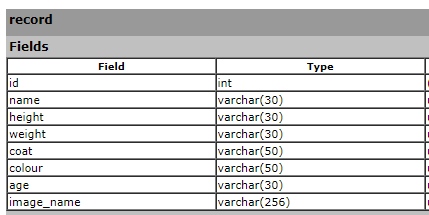 record
Fields
Field Type
id int
name varchar(30)
height varchar(30)
weight varchar(30)
coat varchar(50)
colour varchar(50)
age varchar(30)
image_name varchar(256)